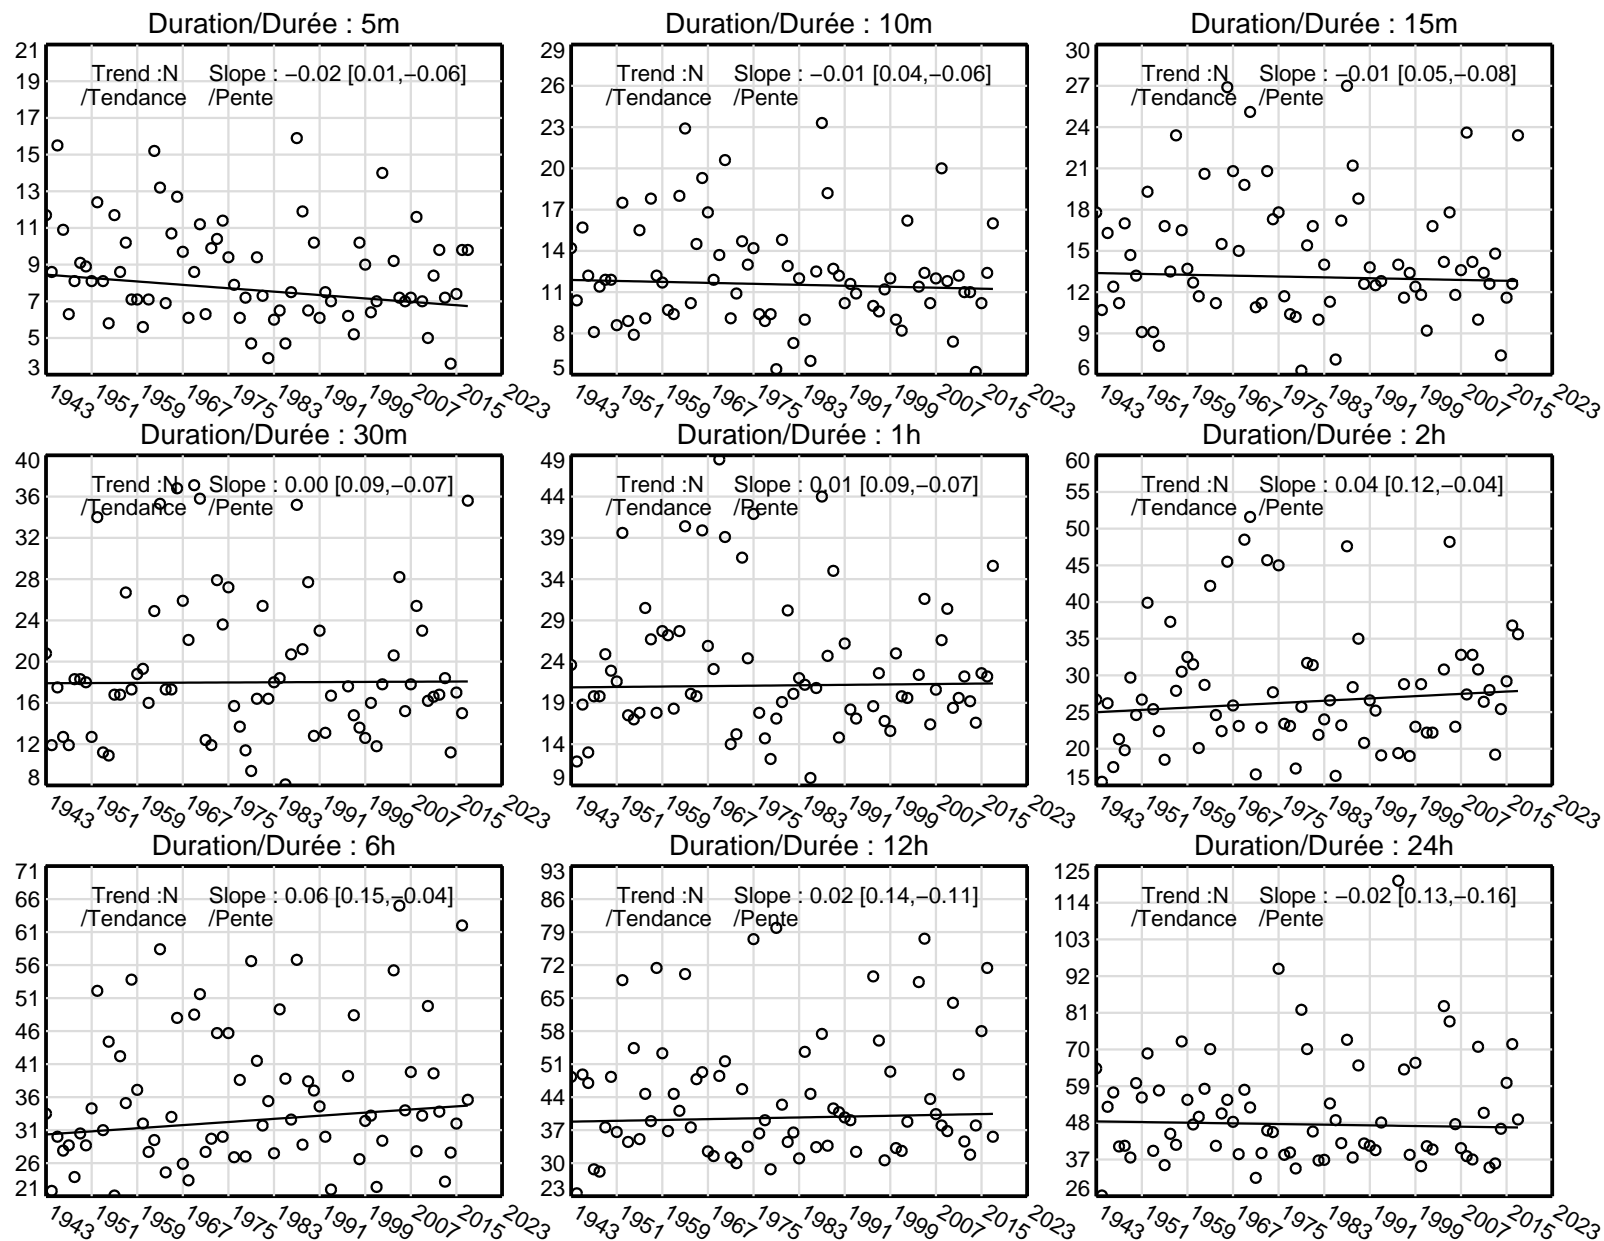 Duration/Durée : 5m
Trend :N Slope : −0.02 [0.01,−0.06]
/Tendance /Pente
21
19
17
15
13
11
9
7
5
3
1943 1951 1959 1967 1975 1983 1991 1999 2007 2015 2023
Duration/Durée : 10m
Trend :N Slope : −0.01 [0.04,−0.06]
/Tendance /Pente
29
26
23
20
17
14
11
8
5
1943 1951 1959 1967 1975 1983 1991 1999 2007 2015 2023
Duration/Durée : 15m
Trend :N Slope : −0.01 [0.05,−0.08]
/Tendance /Pente
30
27
24
21
18
15
12
9
6
1943 1951 1959 1967 1975 1983 1991 1999 2007 2015 2023
Duration/Durée : 30m
Trend :N Slope : 0.00 [0.09,−0.07]
/Tendance /Pente
40
36
32
28
24
20
16
12
8
1943 1951 1959 1967 1975 1983 1991 1999 2007 2015 2023
Duration/Durée : 1h
Trend :N Slope : 0.01 [0.09,−0.07]
/Tendance /Pente
49
44
39
34
29
24
19
14
9
1943 1951 1959 1967 1975 1983 1991 1999 2007 2015 2023
Duration/Durée : 2h
Trend :N Slope : 0.04 [0.12,−0.04]
/Tendance /Pente
60
55
50
45
40
35
30
25
20
15
1943 1951 1959 1967 1975 1983 1991 1999 2007 2015 2023
Duration/Durée : 6h
Trend :N Slope : 0.06 [0.15,−0.04]
/Tendance /Pente
71
66
61
56
51
46
41
36
31
26
21
1943 1951 1959 1967 1975 1983 1991 1999 2007 2015 2023
Duration/Durée : 12h
Trend :N Slope : 0.02 [0.14,−0.11]
/Tendance /Pente
93
86
79
72
65
58
51
44
37
30
23
1943 1951 1959 1967 1975 1983 1991 1999 2007 2015 2023
Duration/Durée : 24h
Trend :N Slope : −0.02 [0.13,−0.16]
/Tendance /Pente
125
114
103
92
81
70
59
48
37
26
1943 1951 1959 1967 1975 1983 1991 1999 2007 2015 2023